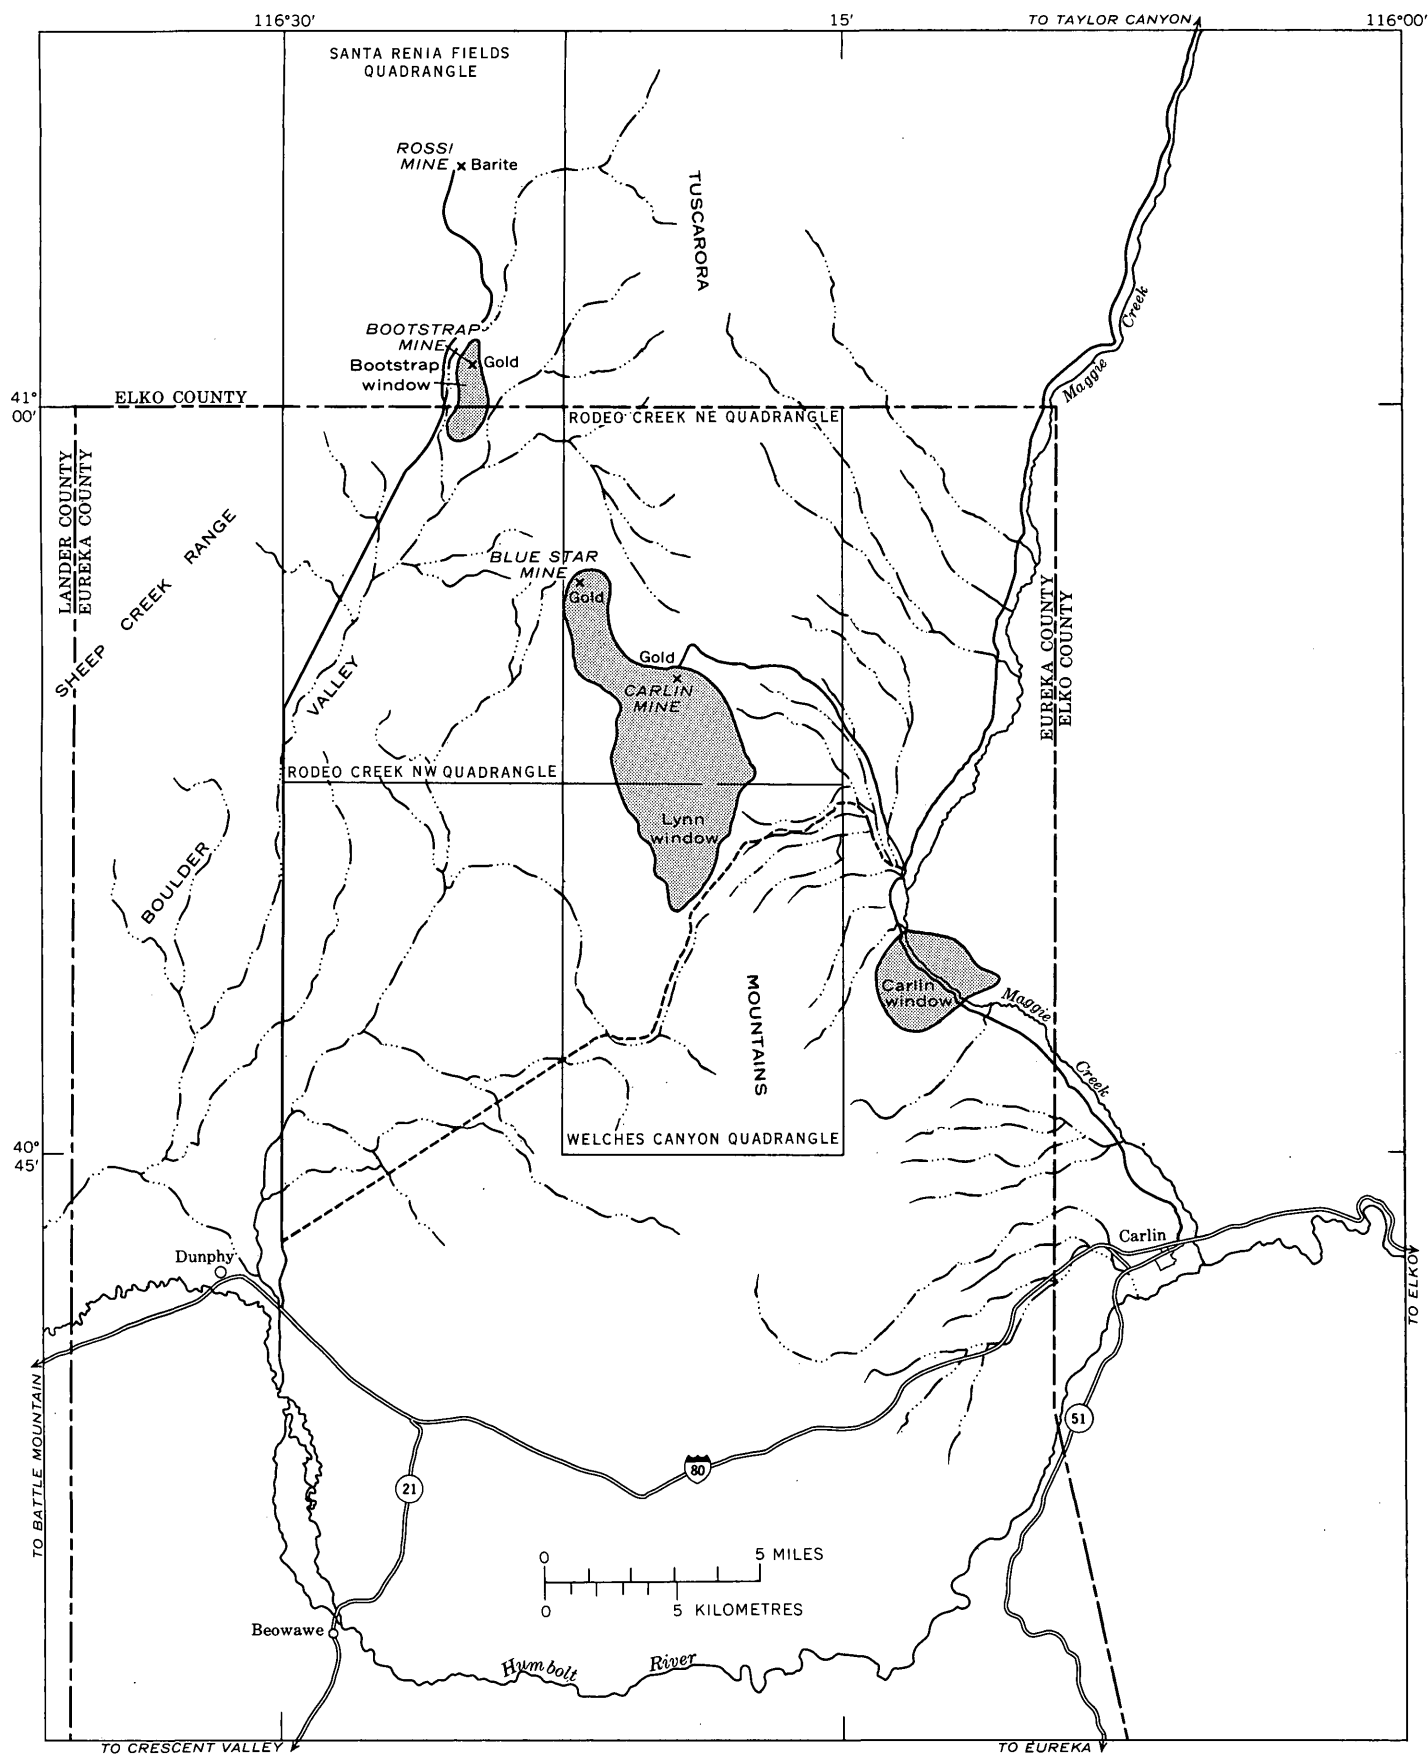 116°30'
15'
TO TAYLOR CANYON
116°00'
SANTA RENIA FIELDS
QUADRANGLE
ROSSI
MINE
Barite
TUSCARORA
Creek
Maggie
BOOTSTRAP
MINE
Gold
Bootstrap
window
41°
00'
ELKO COUNTY
RODEO CREEK NE QUADRANGLE
LANDER COUNTY
EUREKA COUNTY
SHEEP CREEK RANGE
BLUE STAR
MINE
Gold
EUREKA COUNTY
ELKO COUNTY
Gold
CARLIN
MINE
VALLEY
RODEO CREEK NW QUADRANGLE
Lynn
window
BOULDER
MOUNTAINS
Carlin
window
Maggie
Creek
WELCHES CANYON QUADRANGLE
40°
45'
Dunphy
Carlin
TO ELKO
TO BATTLE MOUNTAIN
51
80
21
0
5 MILES
0
5 KILOMETRES
Beowawe
Humbolt River
TO CRESCENT VALLEY
TO EUREKA